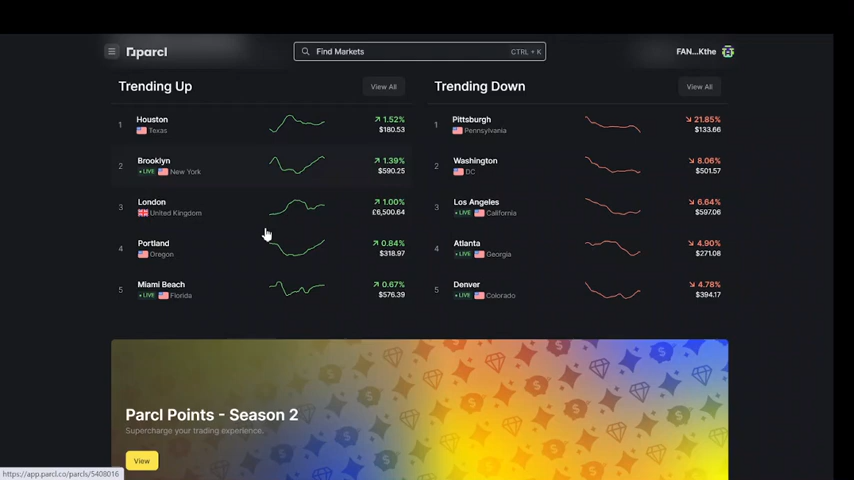 parcl
Find Markets
CTRL + K
FAN...Kthe
Trending Up
View All
1
Houston
Texas
↗ 1.52%
$180.53
2
Brooklyn
• LIVE New York
↗ 1.39%
$590.25
3
London
United Kingdom
↗ 1.00%
£6,500.64
4
Portland
Oregon
↗ 0.84%
$318.97
5
Miami Beach
• LIVE Florida
↗ 0.67%
$576.39
Trending Down
View All
1
Pittsburgh
Pennsylvania
↘ 21.85%
$133.66
2
Washington
DC
↘ 8.06%
$501.57
3
Los Angeles
• LIVE California
↘ 6.64%
$597.06
4
Atlanta
• LIVE Georgia
↘ 4.90%
$271.08
5
Denver
• LIVE Colorado
↘ 4.78%
$394.17
Parcl Points - Season 2
Supercharge your trading experience.
View
https://app.parcl.co/parcls/5408016